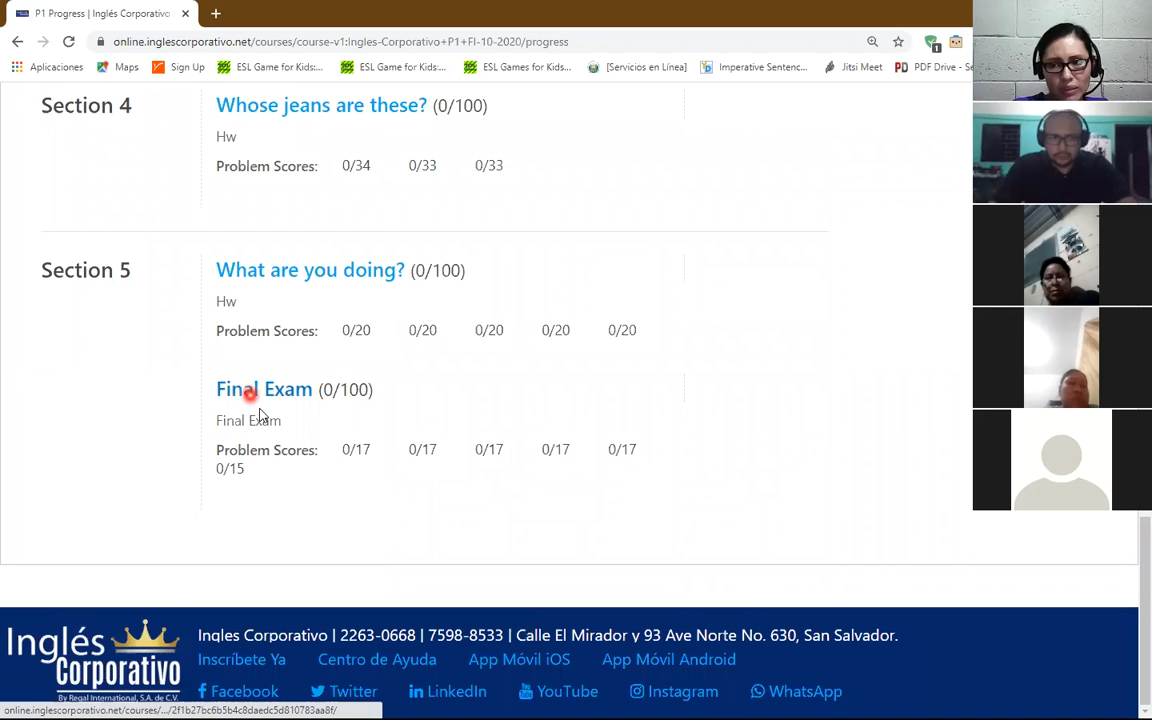 P1 Progress | Inglés Corporativo
online.inglescorporativo.net/courses/course-v1:Ingles-Corporativo+P1+FI-10-2020/progress
Aplicaciones Maps Sign Up ESL Game for Kids:... ESL Game for Kids:... ESL Games for Kids:... [Servicios en Línea] Imperative Sentenc... Jitsi Meet PDF Drive - Se
Section 4 Whose jeans are these? (0/100)
Hw
Problem Scores: 0/34 0/33 0/33
Section 5 What are you doing? (0/100)
Hw
Problem Scores: 0/20 0/20 0/20 0/20 0/20
Final Exam (0/100)
Final Exam
Problem Scores: 0/17 0/17 0/17 0/17 0/17
0/15
Inglés
Corporativo
By Regal International, S.A. de C.V.
Ingles Corporativo | 2263-0668 | 7598-8533 | Calle El Mirador y 93 Ave Norte No. 630, San Salvador.
Inscríbete Ya Centro de Ayuda App Móvil iOS App Móvil Android
Facebook Twitter LinkedIn YouTube Instagram WhatsApp
online.inglescorporativo.net/courses/.../2f1b27bc6b5b4c8daedc5d810783aa8f/